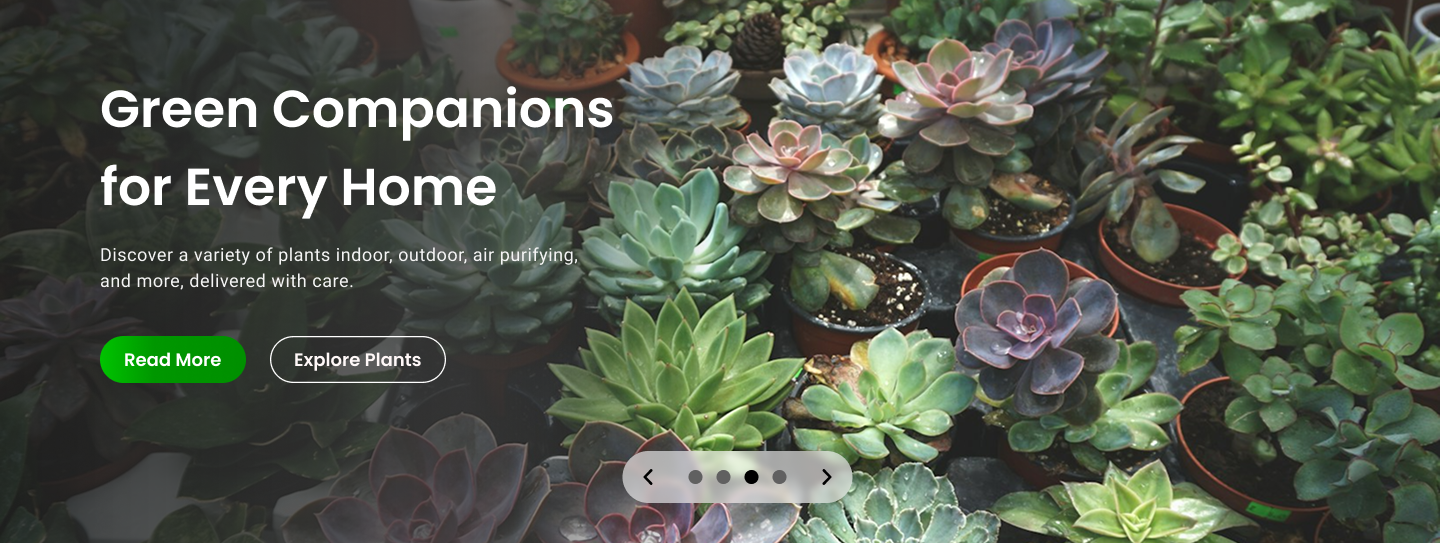 Green Companions
for Every Home
Discover a variety of plants indoor, outdoor, air purifying,
and more, delivered with care.
Read More
Explore Plants